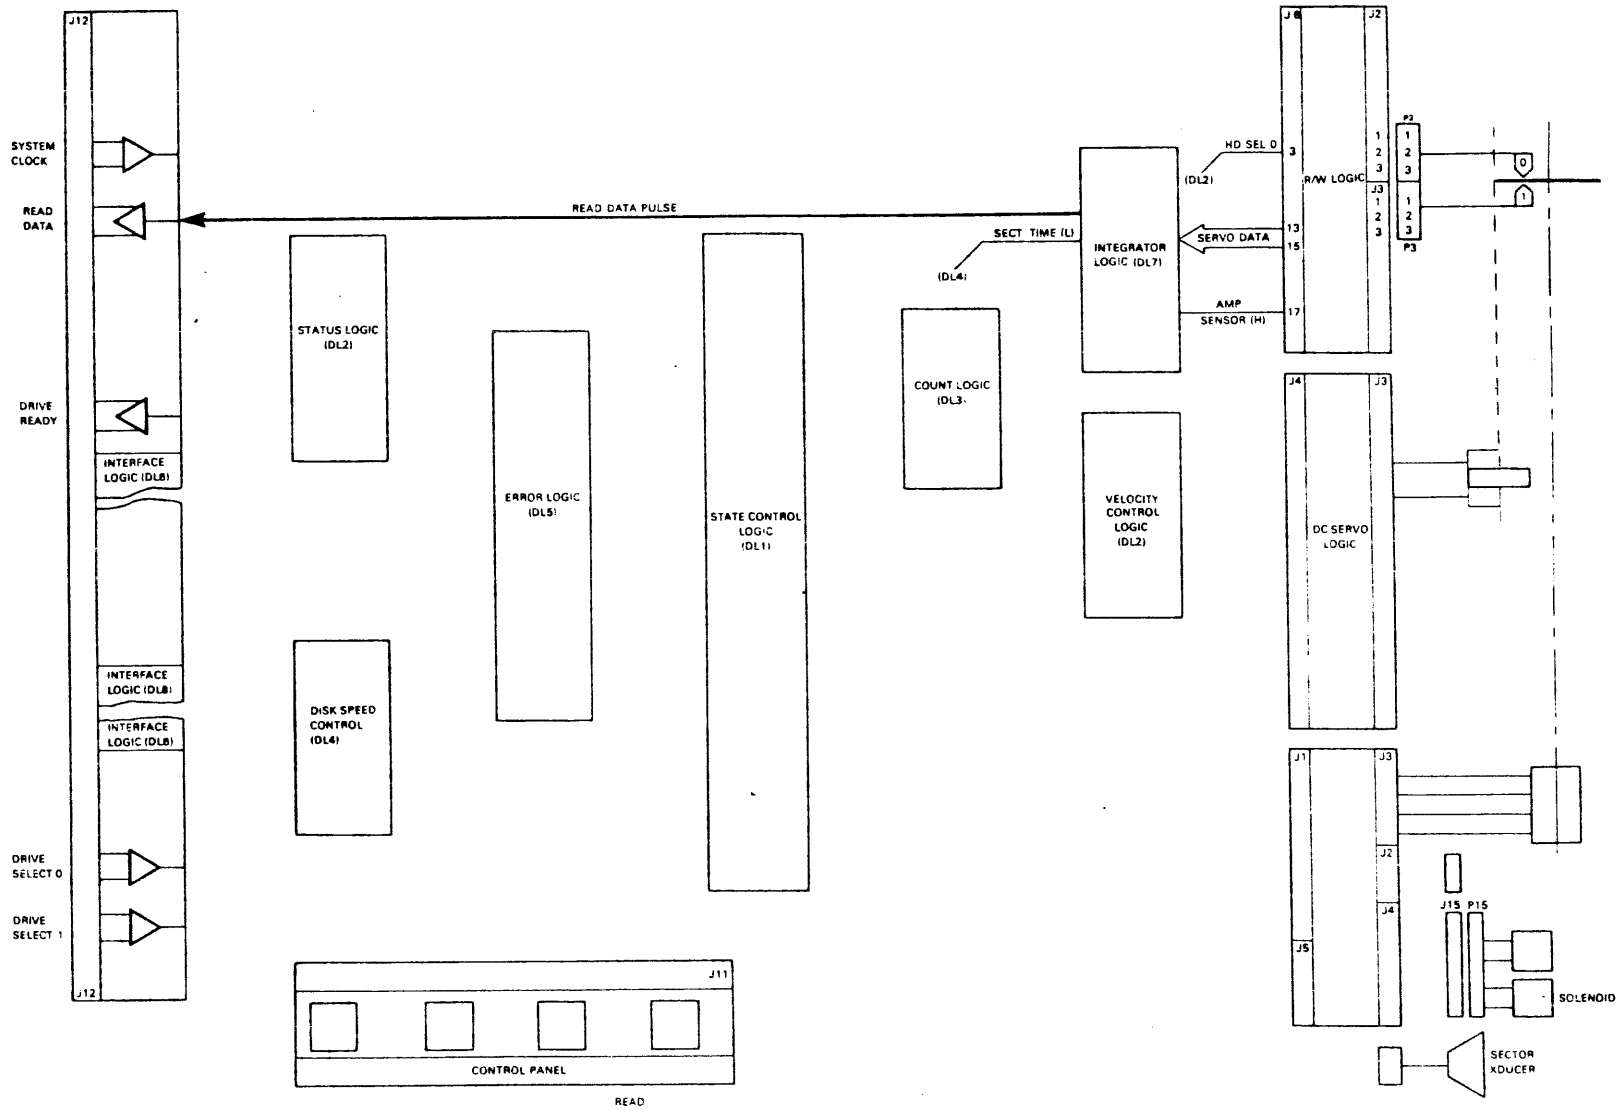 J12
J6
J2
P2
SYSTEM
CLOCK
READ
DATA
READ DATA PULSE
HD SEL 0
(DL2)
3
R/W LOGIC
1
2
3
J3
1
2
3
1
2
3
1
2
3
P3
0
1
SECT TIME (L)
(DL4)
INTEGRATOR
LOGIC (DL7)
13
SERVO DATA
15
AMP
SENSOR (H)
17
STATUS LOGIC
(DL2)
COUNT LOGIC
(DL3)
DRIVE
READY
INTERFACE
LOGIC (DL8)
ERROR LOGIC
(DL5)
STATE CONTROL
LOGIC
(DL1)
VELOCITY
CONTROL
LOGIC
(DL2)
J4
J3
DC SERVO
LOGIC
INTERFACE
LOGIC (DL8)
INTERFACE
LOGIC (DL8)
DISK SPEED
CONTROL
(DL4)
J1
J3
J2
J4
J5
DRIVE
SELECT 0
DRIVE
SELECT 1
J12
J15 P15
SOLENOID
J11
CONTROL PANEL
SECTOR
XDUCER
READ